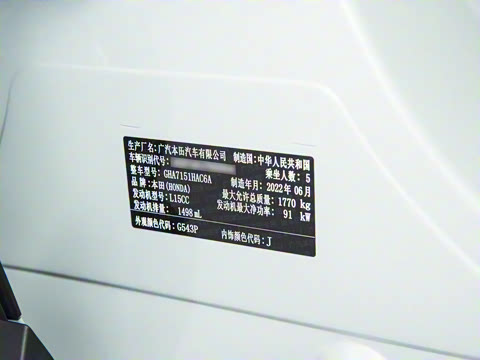 生产厂名:广汽本田汽车有限公司 制造国:中华人民共和国
车辆识别代号: 乘坐人数: 5
整车型号:GHA7151HAC6A 制造年月:2022年06月
品牌:本田(HONDA) 最大允许总质量:1770 kg
发动机型号:L15CC 发动机最大净功率: 91 kW
发动机排量: 1498 mL
外观颜色代码:G543P 内饰颜色代码:J